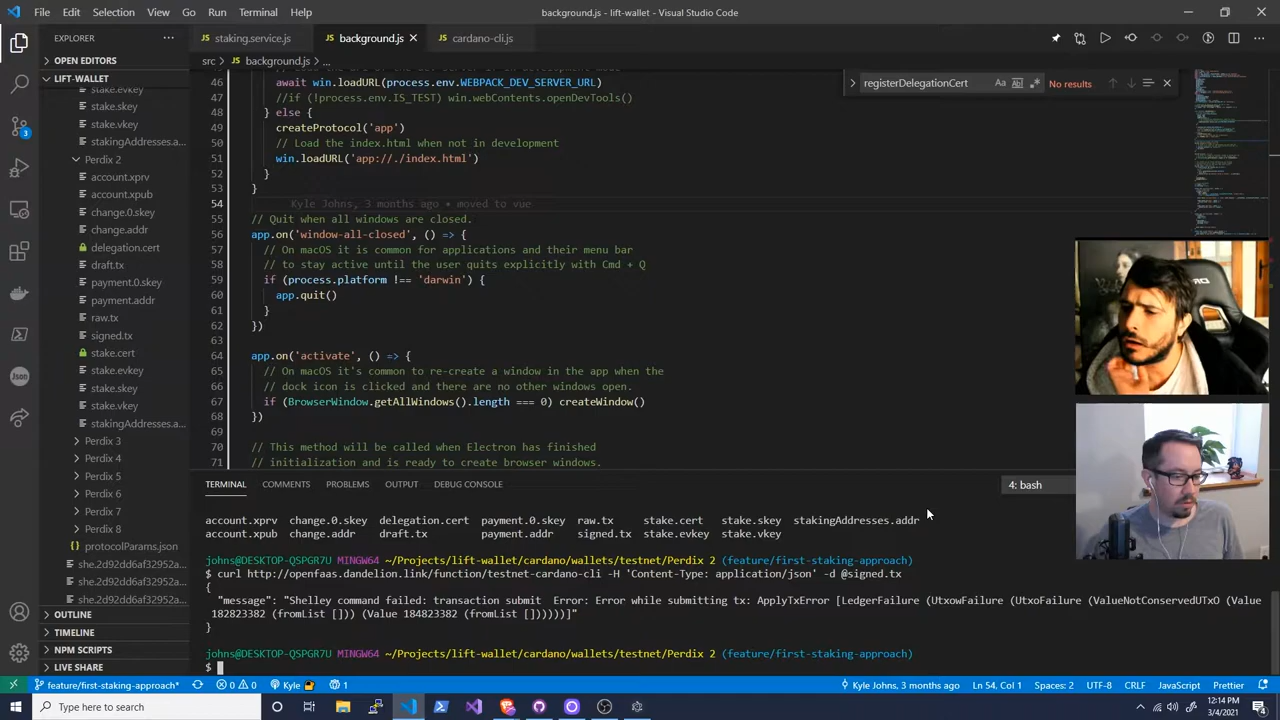 File Edit Selection View Go Run Terminal Help
background.js - lift-wallet - Visual Studio Code
EXPLORER
OPEN EDITORS
LIFT-WALLET
stake.evkey
stake.skey
stake.vkey
stakingAddresses.a...
Perdix 2
account.xprv
account.xpub
change.0.skey
change.addr
delegation.cert
draft.tx
payment.0.skey
payment.addr
raw.tx
signed.tx
stake.cert
stake.evkey
stake.skey
stake.vkey
stakingAddresses.a...
Perdix 3
Perdix 4
Perdix 5
Perdix 6
Perdix 7
Perdix 8
protocolParams.json
she.2d92dd6af32952a...
she.2d92dd6af32952a...
she.2d92dd6af32952a...
OUTLINE
TIMELINE
NPM SCRIPTS
LIVE SHARE
staking.service.js background.js cardano-cli.js
src > background.js > ...
registerDelegationCert Aa No results
46 await win.loadURL(process.env.WEBPACK_DEV_SERVER_URL)
47 //if (!process.env.IS_TEST) win.webContents.openDevTools()
48 } else {
49 createProtocol('app')
50 // Load the index.html when not in development
51 win.loadURL('app://./index.html')
52 }
53 }
54 Kyle Johns, 3 months ago • moved to vue
55 // Quit when all windows are closed.
56 app.on('window-all-closed', () => {
57 // On macOS it is common for applications and their menu bar
58 // to stay active until the user quits explicitly with Cmd + Q
59 if (process.platform !== 'darwin') {
60 app.quit()
61 }
62 })
63
64 app.on('activate', () => {
65 // On macOS it's common to re-create a window in the app when the
66 // dock icon is clicked and there are no other windows open.
67 if (BrowserWindow.getAllWindows().length === 0) createWindow()
68 })
69
70 // This method will be called when Electron has finished
71 // initialization and is ready to create browser windows.
TERMINAL COMMENTS PROBLEMS OUTPUT DEBUG CONSOLE
4: bash
account.xprv change.0.skey delegation.cert payment.0.skey raw.tx stake.cert stake.skey stakingAddresses.addr
account.xpub change.addr draft.tx payment.addr signed.tx stake.evkey stake.vkey
johns@DESKTOP-QSPGR7U MINGW64 ~/Projects/lift-wallet/cardano/wallets/testnet/Perdix 2 (feature/first-staking-approach)
$ curl http://openfaas.dandelion.link/function/testnet-cardano-cli -H 'Content-Type: application/json' -d @signed.tx
{
"message": "Shelley command failed: transaction submit Error: Error while submitting tx: ApplyTxError [LedgerFailure (UtxowFailure (UtxoFailure (ValueNotConservedUTxO (Value
182823382 (fromList [])) (Value 184823382 (fromList []))))))]"
}
johns@DESKTOP-QSPGR7U MINGW64 ~/Projects/lift-wallet/cardano/wallets/testnet/Perdix 2 (feature/first-staking-approach)
$
feature/first-staking-approach* 0 0 Kyle 1
Kyle Johns, 3 months ago Ln 54, Col 1 Spaces: 2 UTF-8 CRLF JavaScript Prettier
Type here to search
12:14 PM
3/4/2021